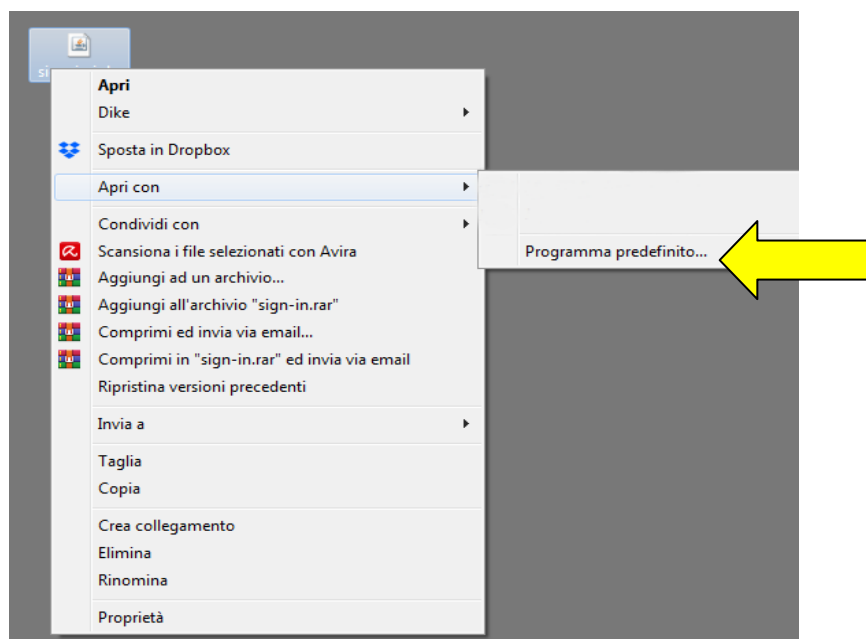 Apri
Dike
Sposta in Dropbox
Apri con
Programma predefinito...
Condividi con
Scansiona i file selezionati con Avira
Aggiungi ad un archivio...
Aggiungi all'archivio "sign-in.rar"
Comprimi ed invia via email...
Comprimi in "sign-in.rar" ed invia via email
Ripristina versioni precedenti
Invia a
Taglia
Copia
Crea collegamento
Elimina
Rinomina
Proprietà